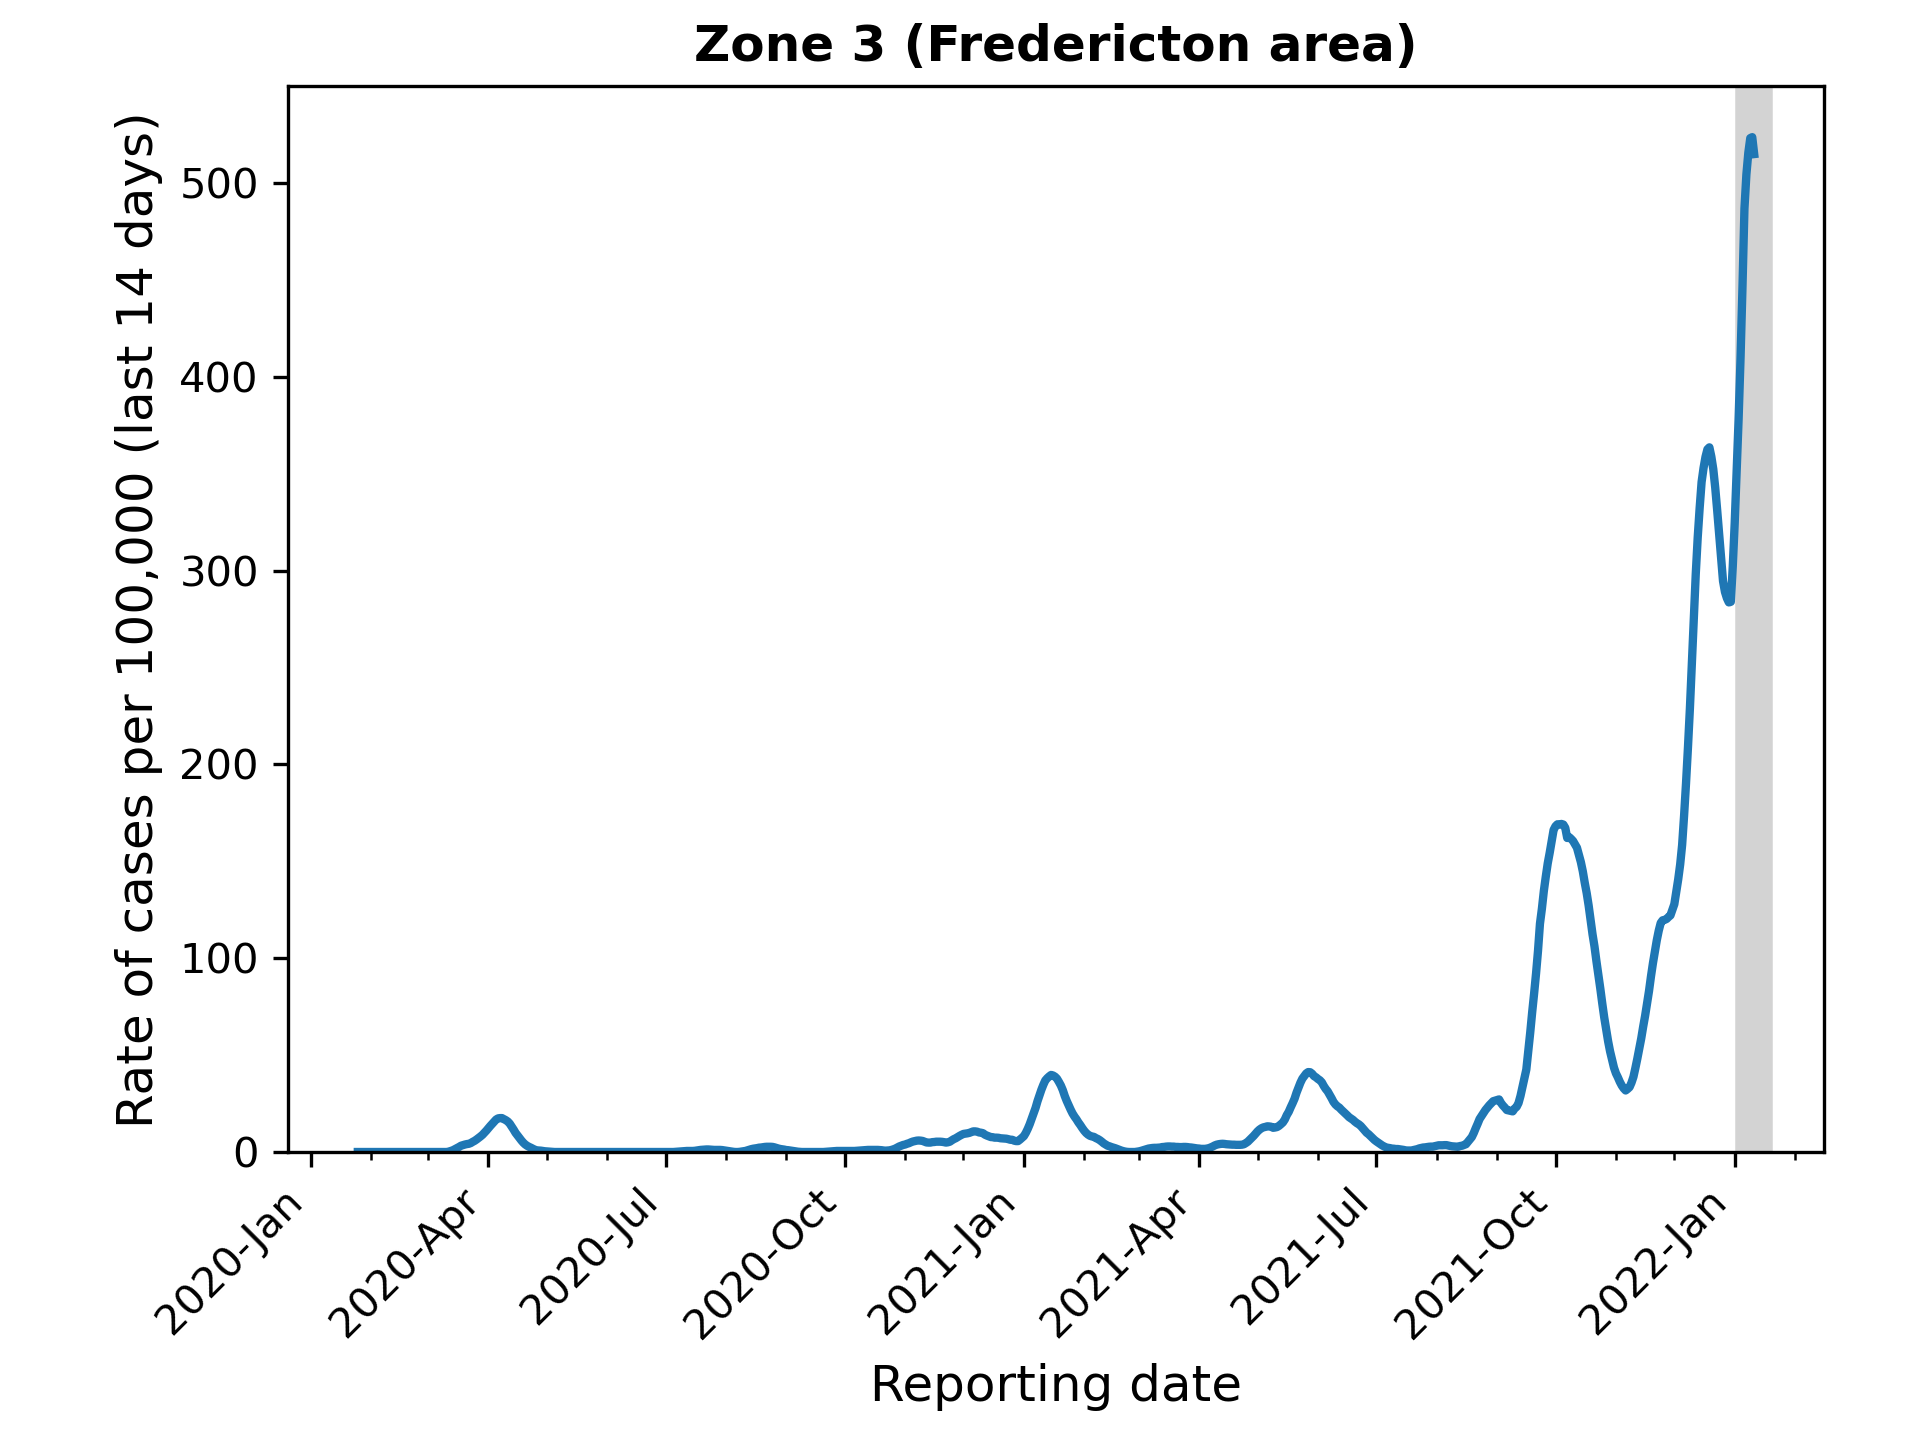 Zone 3 (Fredericton area)
Rate of cases per 100,000 (last 14 days)
500
400
300
200
100
0
2020-Jan
2020-Apr
2020-Jul
2020-Oct
2021-Jan
2021-Apr
2021-Jul
2021-Oct
2022-Jan
Reporting date